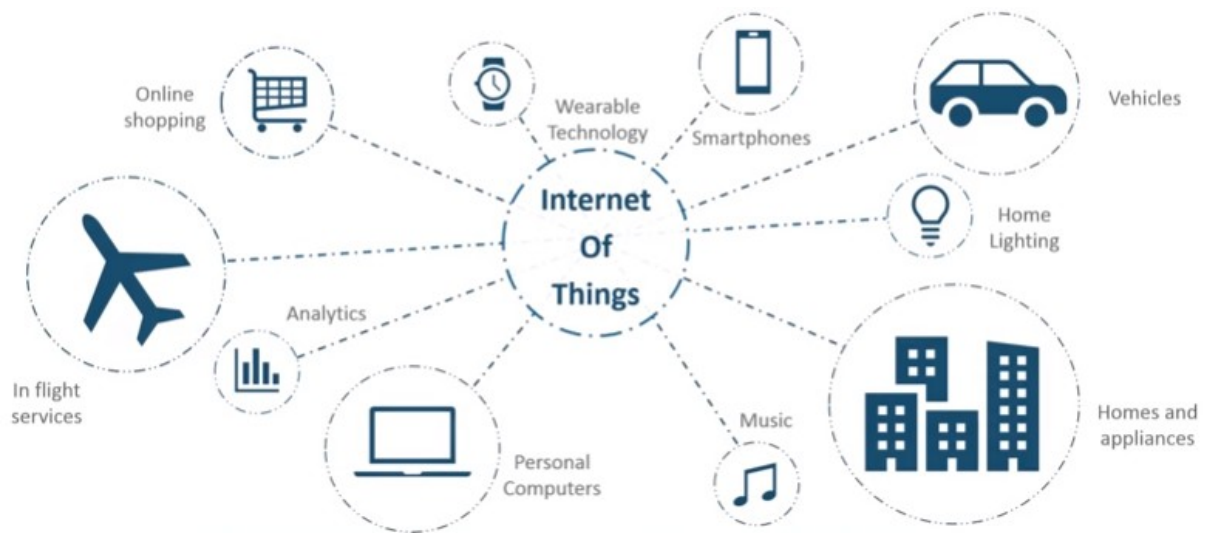 Online
shopping
Wearable
Technology
Smartphones
Vehicles
Internet
Of
Things
Home
Lighting
In flight
services
Analytics
Personal
Computers
Music
Homes and
appliances